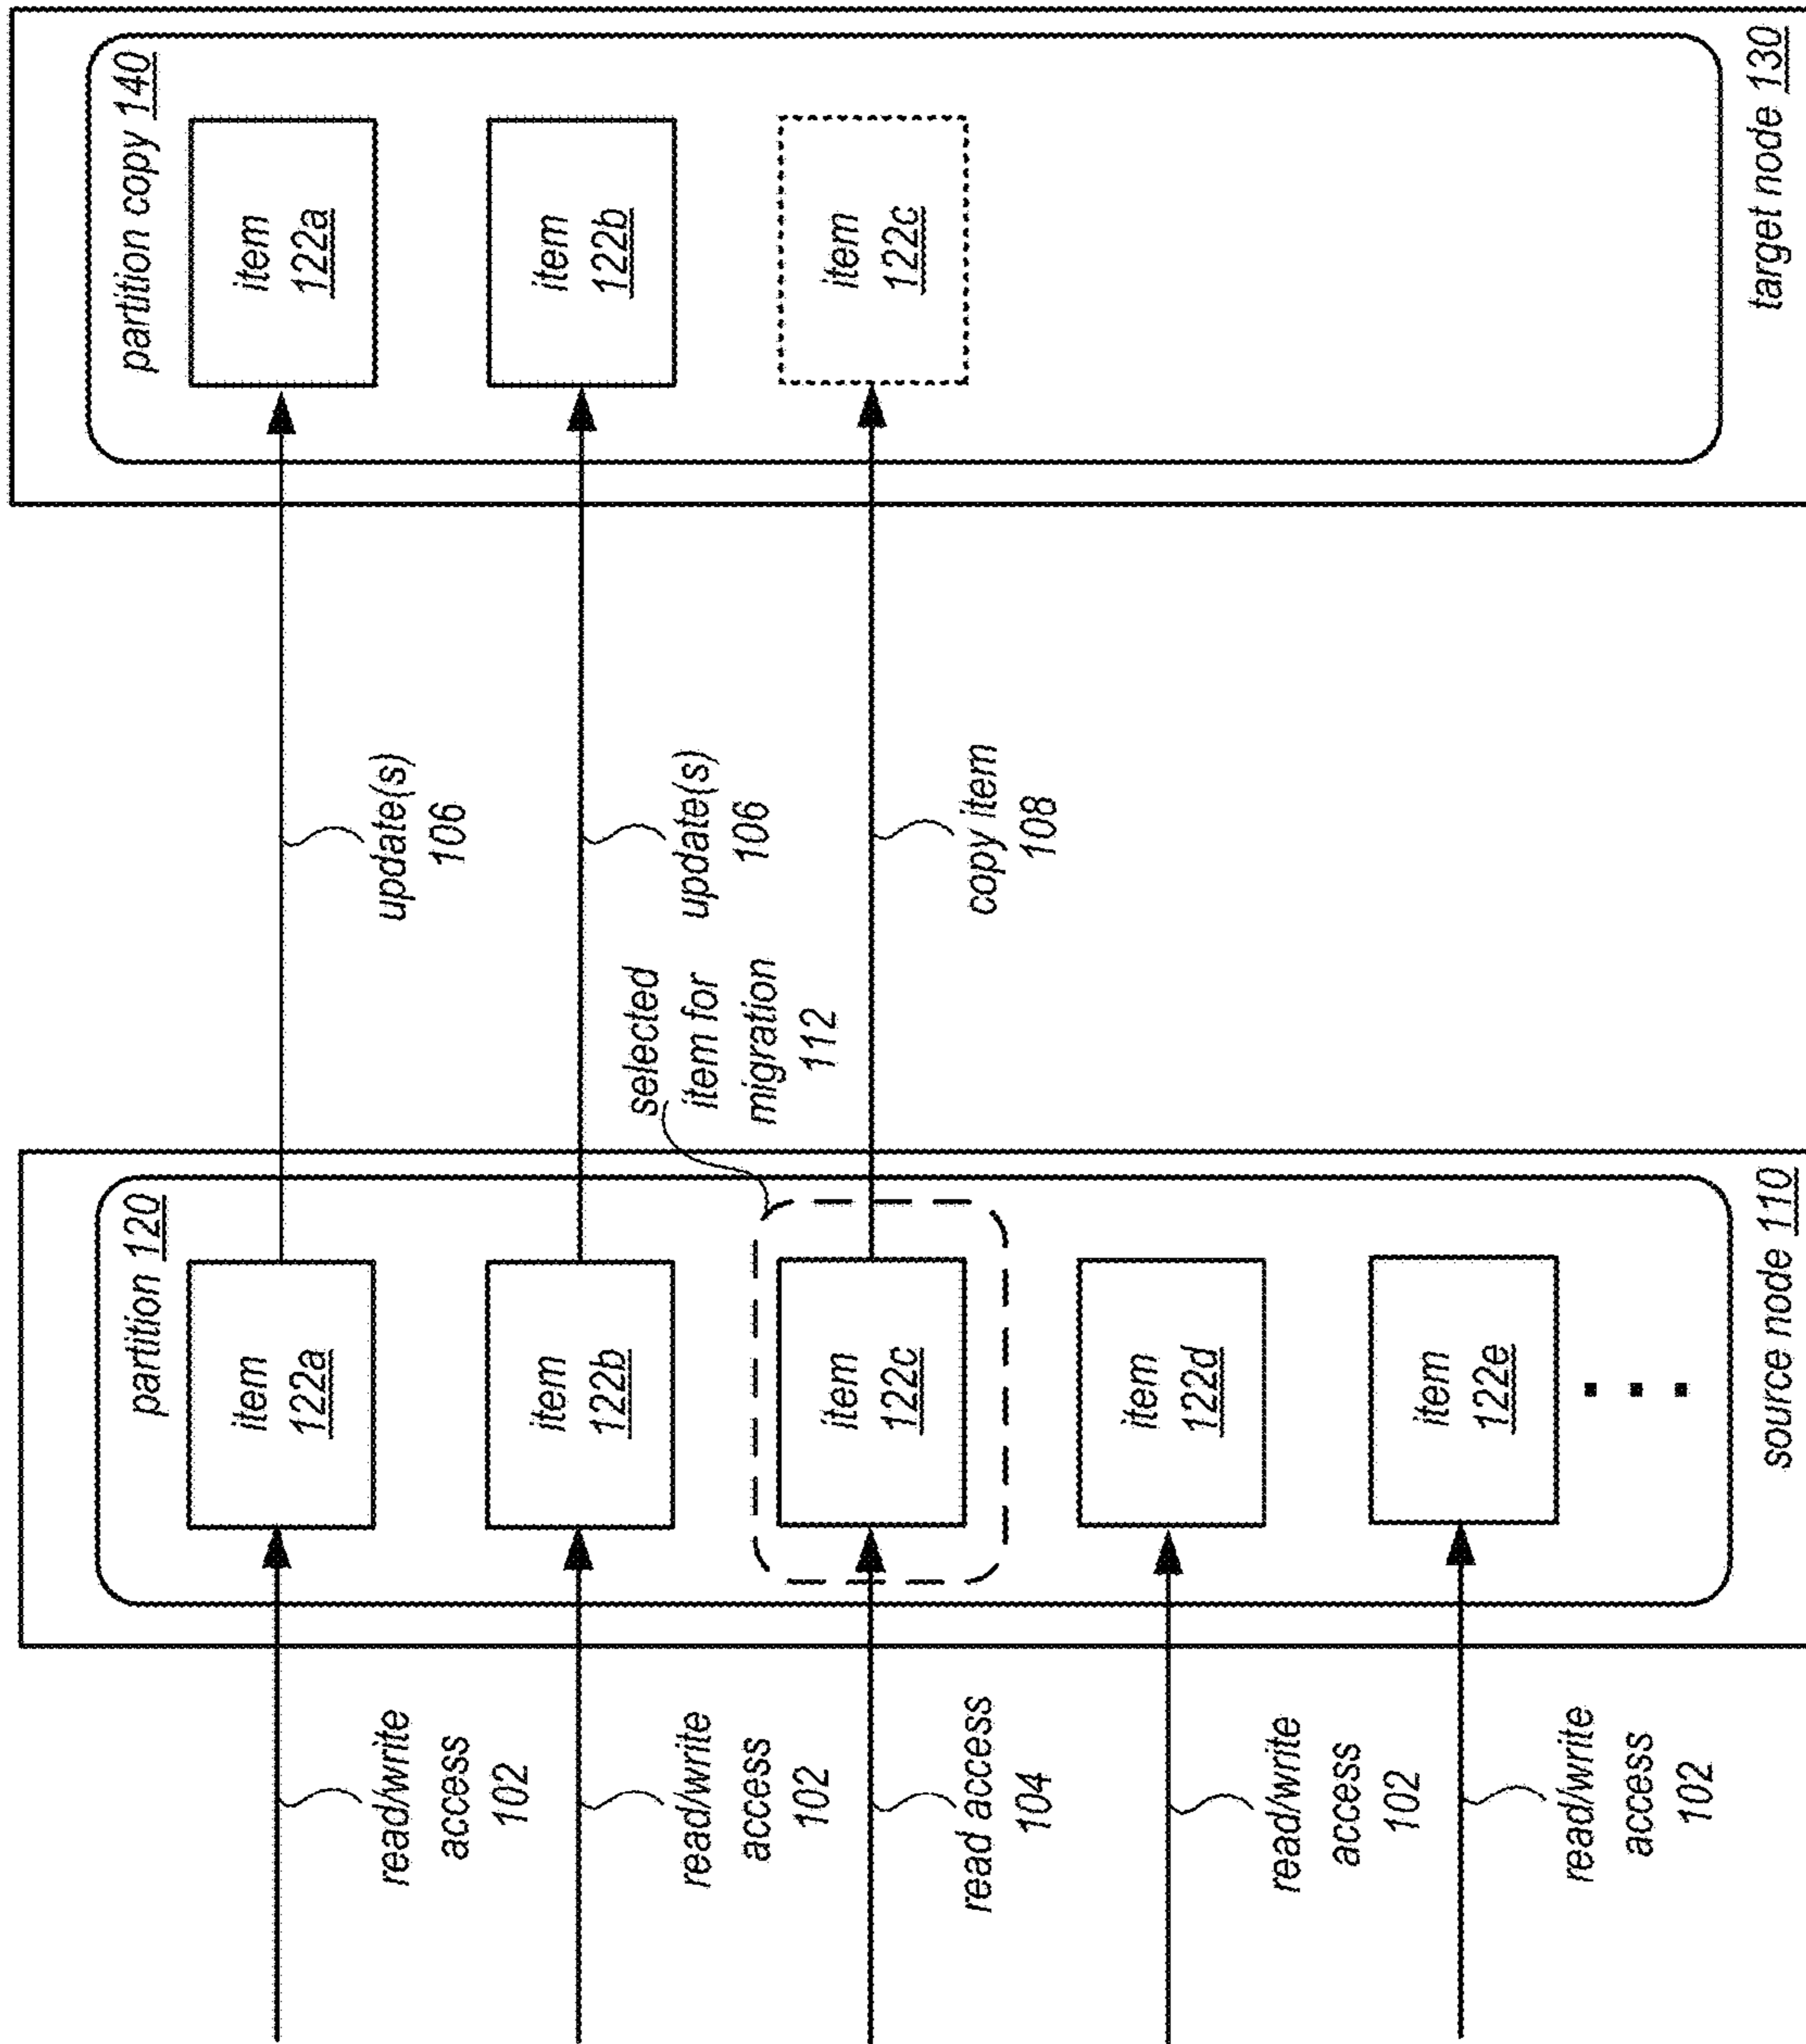 read/write
access
102
read/write
access
102
read access
104
read/write
access
102
read/write
access
102
partition 120
item
122a
item
122b
item
122c
item
122d
item
122e
source node 110
selected
item for
migration
112
update(s)
106
update(s)
106
copy item
108
partition copy 140
item
122a
item
122b
item
122c
target node 130